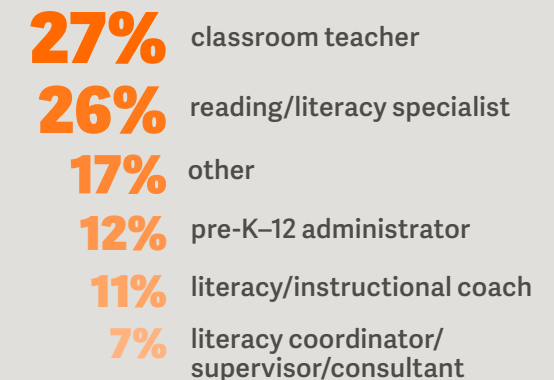 27% classroom teacher
26% reading/literacy specialist
17% other
12% pre-K–12 administrator
11% literacy/instructional coach
7% literacy coordinator/
supervisor/consultant